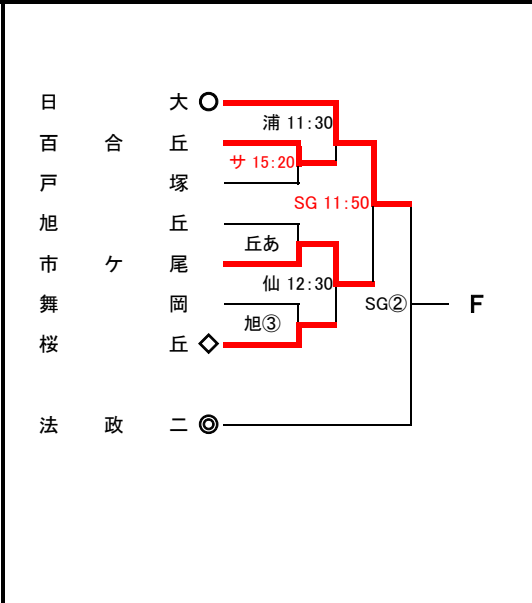 日大○
浦 11:30
百合丘
サ 15:20
戸塚
SG 11:50
旭丘
丘あ
市ケ尾
仙 12:30
舞岡
SG②
F
旭③
桜丘◇
法政二◎